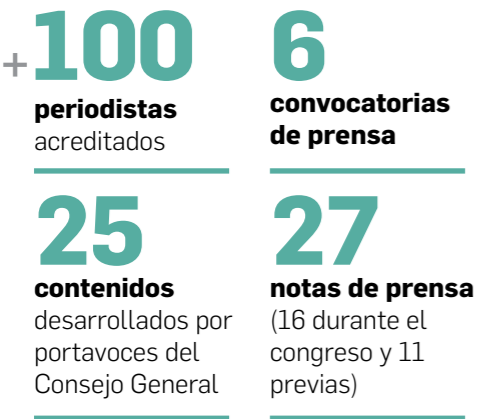 +100
periodistas
acreditados
6
convocatorias
de prensa
25
contenidos
desarrollados por
portavoces del
Consejo General
27
notas de prensa
(16 durante el
congreso y 11
previas)